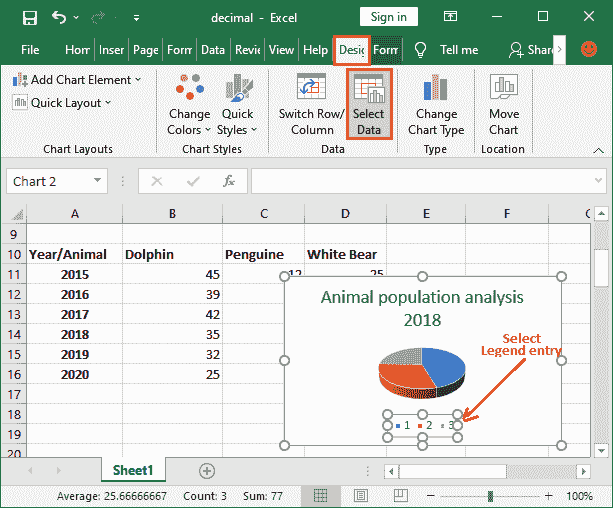 decimal - Excel
Sign in
File Hom Inser Page Form Data Revie View Help Desig Form Tell me Share
Add Chart Element
Quick Layout
Change Colors
Quick Styles
Switch Row/ Column
Select Data
Change Chart Type
Move Chart
Chart Layouts Chart Styles Data Type Location
Chart 2
fx
A B C D E F G
9
10 Year/Animal Dolphin Penguine White Bear
11 2015 45 12 25
12 2016 39
13 2017 42
14 2018 35
15 2019 32
16 2020 25
17
18
19
20
Animal population analysis
2018
Select
Legend entry
1 2 3
Sheet1
Average: 25.66666667 Count: 3 Sum: 77 100%